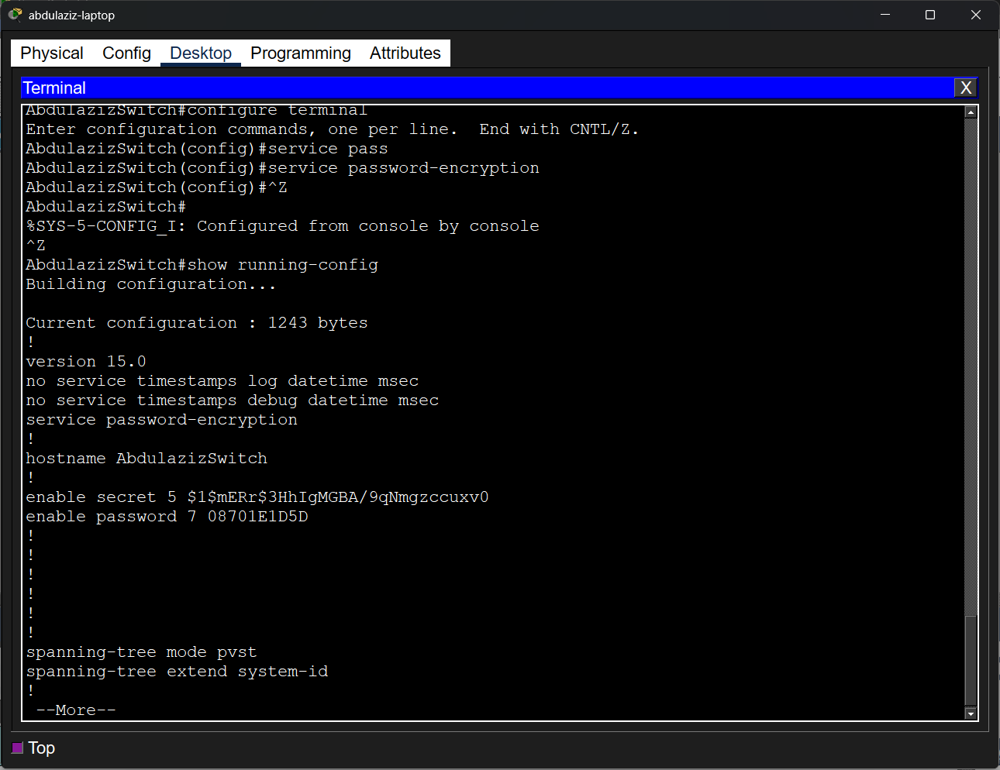 abdulaziz-laptop
Physical Config Desktop Programming Attributes
Terminal X
AbdulazizSwitch#configure terminal
Enter configuration commands, one per line.  End with CNTL/Z.
AbdulazizSwitch(config)#service pass
AbdulazizSwitch(config)#service password-encryption
AbdulazizSwitch(config)#^Z
AbdulazizSwitch#
%SYS-5-CONFIG_I: Configured from console by console
^Z
AbdulazizSwitch#show running-config
Building configuration...
Current configuration : 1243 bytes
!
version 15.0
no service timestamps log datetime msec
no service timestamps debug datetime msec
service password-encryption
!
hostname AbdulazizSwitch
!
enable secret 5 $1$mERr$3HhIgMGBA/9qNmgzccuxv0
enable password 7 08701E1D5D
!
!
!
!
!
!
spanning-tree mode pvst
spanning-tree extend system-id
!
--More--
Top